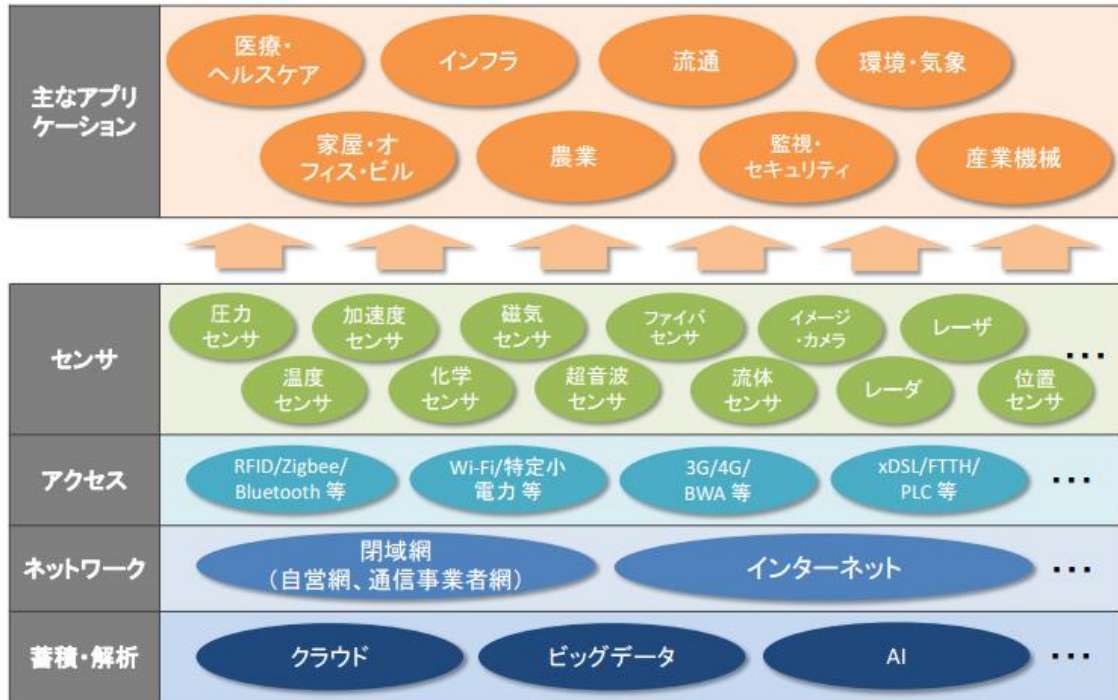 主なアプリ
ケーション
医療・
ヘルスケア
インフラ
流通
環境・気象
家屋・オ
フィス・ビル
農業
監視・
セキュリティ
産業機械
センサ
圧力
センサ
加速度
センサ
磁気
センサ
ファイバ
センサ
イメージ
・カメラ
レーザ
温度
センサ
化学
センサ
超音波
センサ
流体
センサ
レーダ
位置
センサ
・・・
アクセス
RFID/Zigbee/
Bluetooth 等
Wi-Fi/特定小
電力 等
3G/4G/
BWA 等
xDSL/FTTH/
PLC 等
・・・
ネットワーク
閉域網
（自営網、通信事業者網）
インターネット
・・・
蓄積・解析
クラウド
ビッグデータ
AI
・・・